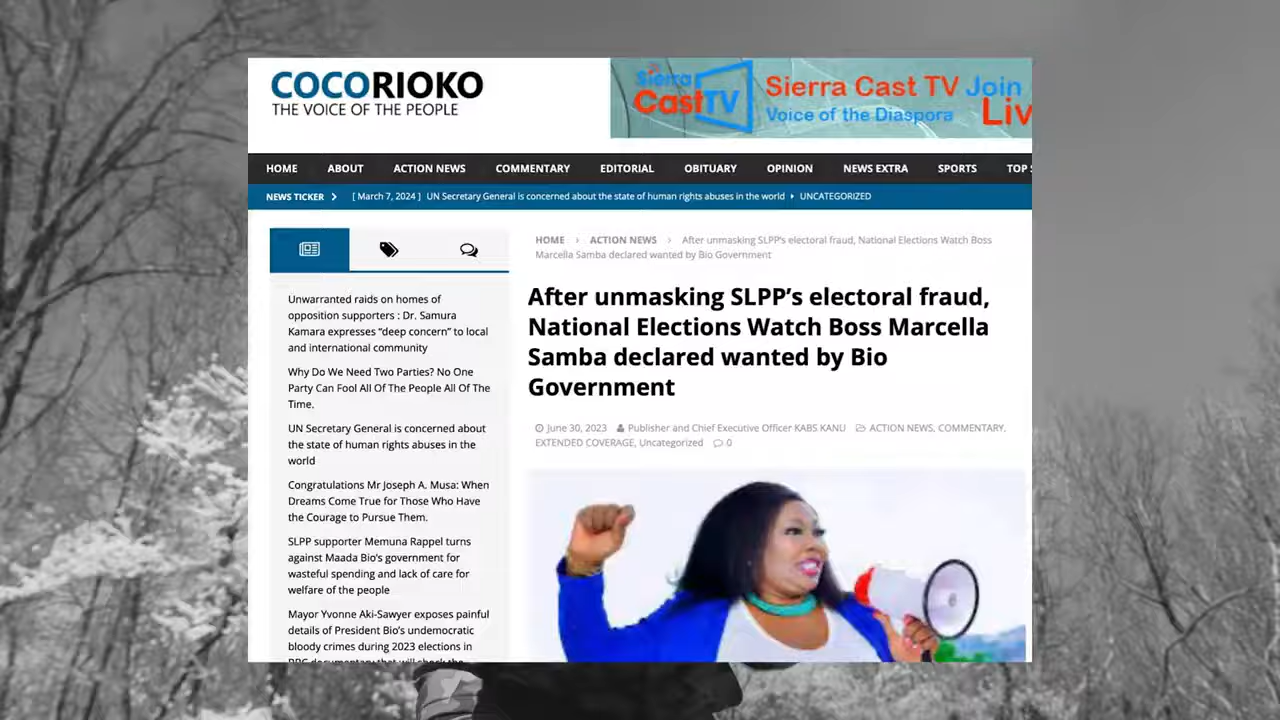 COCORIOKO
THE VOICE OF THE PEOPLE
Sierra
CastTV
Sierra Cast TV Join
Voice of the Diaspora
Liv
HOME ABOUT ACTION NEWS COMMENTARY EDITORIAL OBITUARY OPINION NEWS EXTRA SPORTS TOP S
NEWS TICKER [ March 7, 2024 ] UN Secretary General is concerned about the state of human rights abuses in the world UNCATEGORIZED
Unwarranted raids on homes of
opposition supporters : Dr. Samura
Kamara expresses “deep concern” to local
and international community
Why Do We Need Two Parties? No One
Party Can Fool All Of The People All Of The
Time.
UN Secretary General is concerned about
the state of human rights abuses in the
world
Congratulations Mr Joseph A. Musa: When
Dreams Come True for Those Who Have
the Courage to Pursue Them.
SLPP supporter Memuna Rappel turns
against Maada Bio’s government for
wasteful spending and lack of care for
welfare of the people
Mayor Yvonne Aki-Sawyer exposes painful
details of President Bio’s undemocratic
bloody crimes during 2023 elections in
BBC documentary that will shock the
HOME › ACTION NEWS › After unmasking SLPP’s electoral fraud, National Elections Watch Boss
Marcella Samba declared wanted by Bio Government
After unmasking SLPP’s electoral fraud,
National Elections Watch Boss Marcella
Samba declared wanted by Bio
Government
June 30, 2023 Publisher and Chief Executive Officer KABS KANU ACTION NEWS, COMMENTARY,
EXTENDED COVERAGE, Uncategorized 0